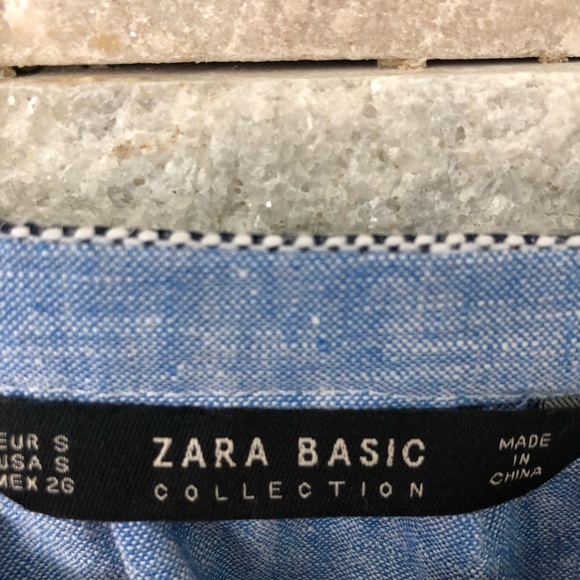 EUR S
USA S
MEX 26
ZARA BASIC
COLLECTION
MADE
IN
CHINA